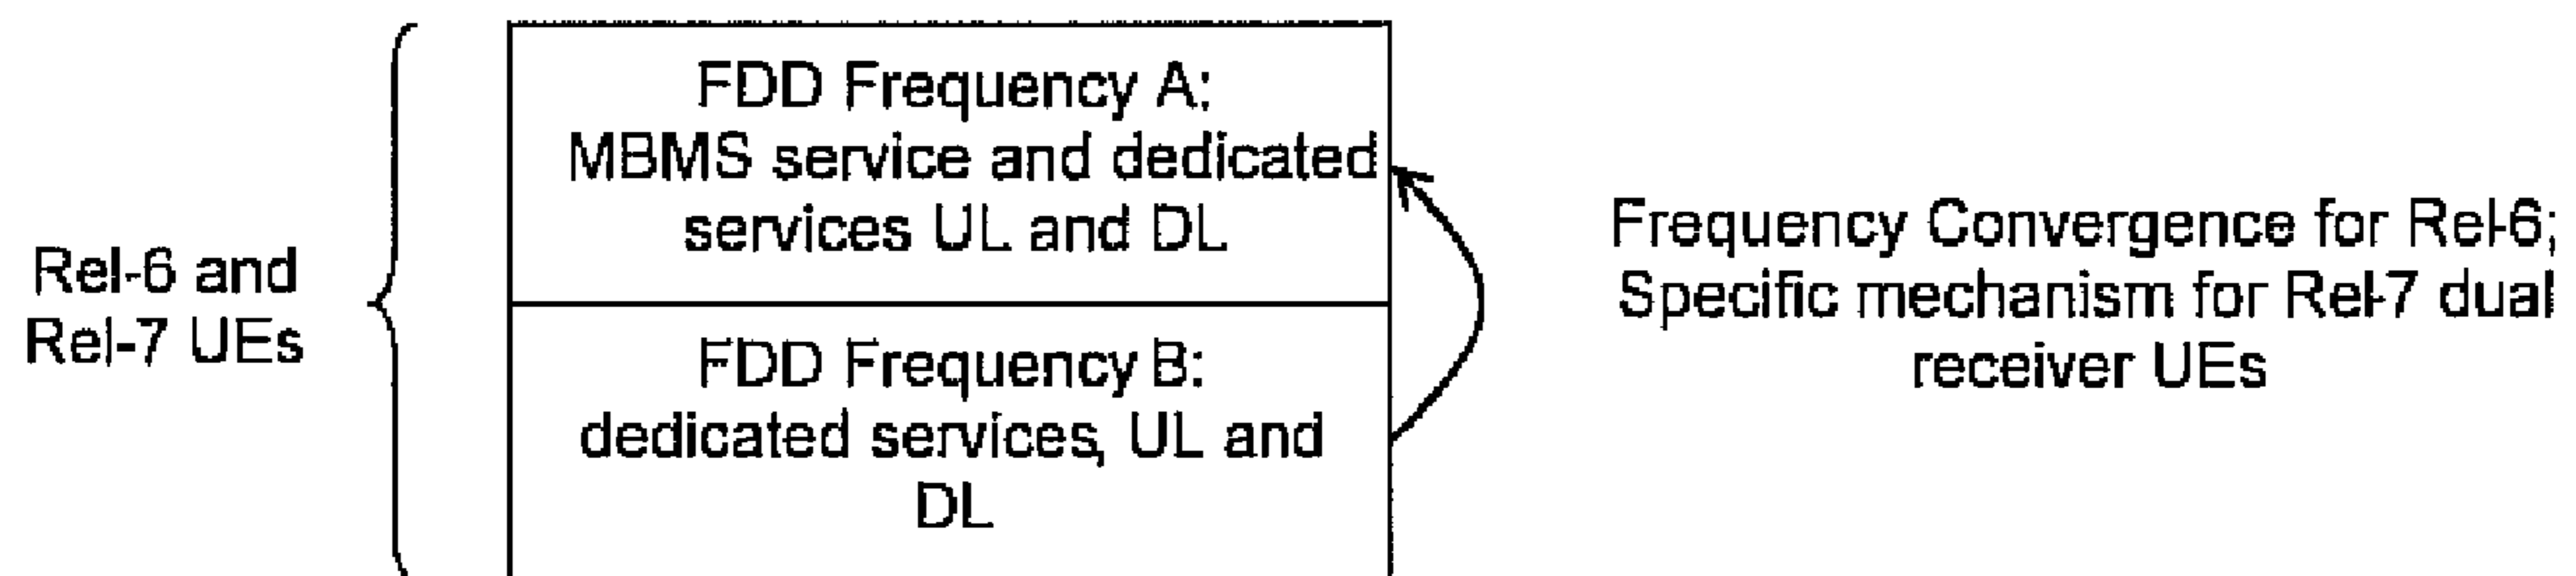 Rel-6 and
Rel-7 UEs
FDD Frequency A:
MBMS service and dedicated
services UL and DL
FDD Frequency B:
dedicated services, UL and
DL
Frequency Convergence for Rel-6;
Specific mechanism for Rel-7 dual
receiver UEs